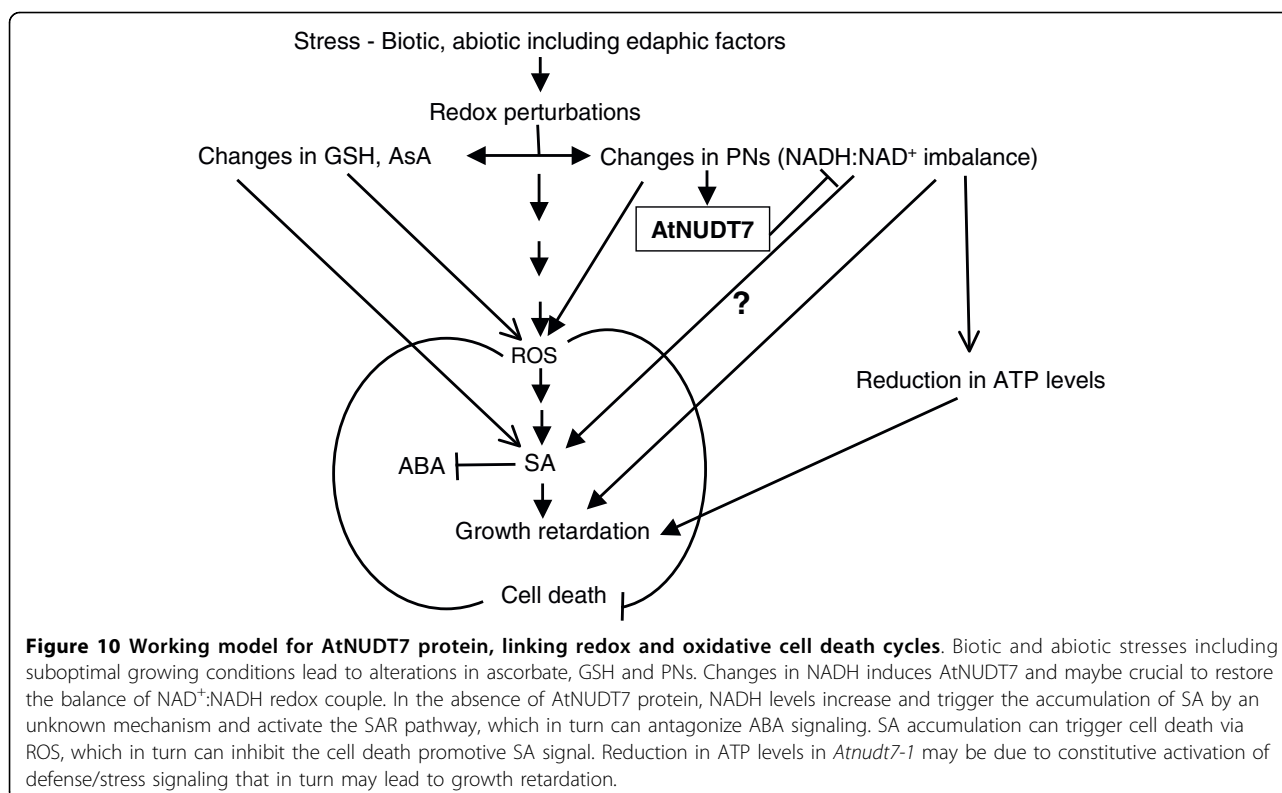 Stress - Biotic, abiotic including edaphic factors
Redox perturbations
Changes in GSH, AsA
Changes in PNs (NADH:NAD⁺ imbalance)
AtNUDT7
?
ROS
Reduction in ATP levels
ABA
SA
Growth retardation
Cell death
Figure 10 Working model for AtNUDT7 protein, linking redox and oxidative cell death cycles. Biotic and abiotic stresses including
suboptimal growing conditions lead to alterations in ascorbate, GSH and PNs. Changes in NADH induces AtNUDT7 and maybe crucial to restore
the balance of NAD⁺:NADH redox couple. In the absence of AtNUDT7 protein, NADH levels increase and trigger the accumulation of SA by an
unknown mechanism and activate the SAR pathway, which in turn can antagonize ABA signaling. SA accumulation can trigger cell death via
ROS, which in turn can inhibit the cell death promotive SA signal. Reduction in ATP levels in Atnudt7-1 may be due to constitutive activation of
defense/stress signaling that in turn may lead to growth retardation.